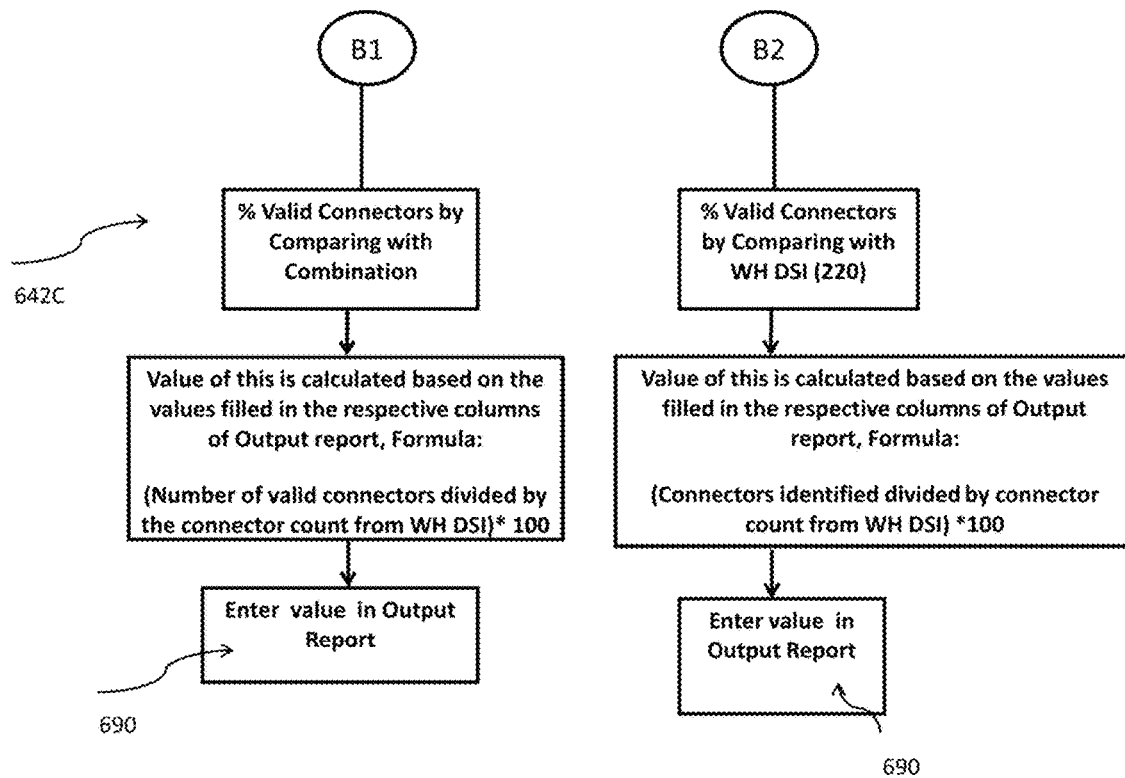 B1
% Valid Connectors by
Comparing with
Combination
642C
Value of this is calculated based on the
values filled in the respective columns
of Output report, Formula:
(Number of valid connectors divided by
the connector count from WH DSI)* 100
Enter value in Output
Report
690
B2
% Valid Connectors
by Comparing with
WH DSI (220)
Value of this is calculated based on the values
filled in the respective columns of Output
report, Formula:
(Connectors identified divided by connector
count from WH DSI) *100
Enter value in
Output Report
690